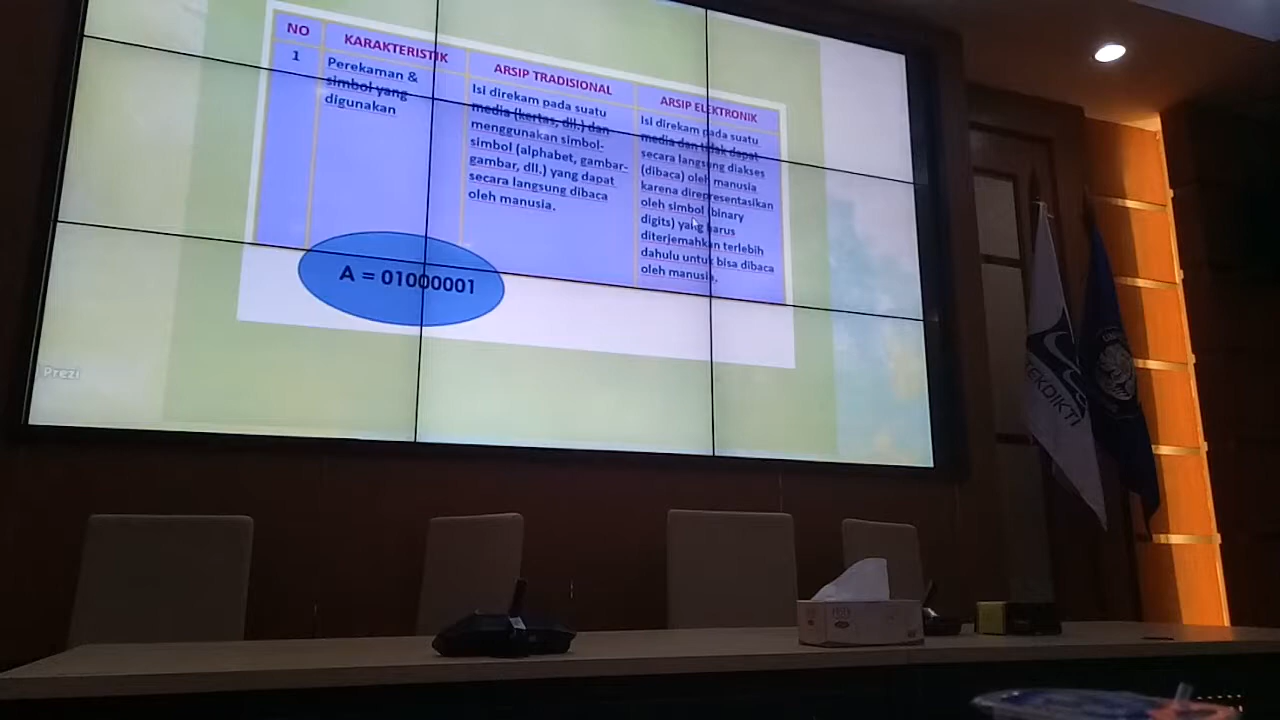 NO
KARAKTERISTIK
ARSIP TRADISIONAL
ARSIP ELEKTRONIK
1
Perekaman &
simbol yang
digunakan
Isi direkam pada suatu
media (kertas, dll.) dan
menggunakan simbol-
simbol (alphabet, gambar-
gambar, dll.) yang dapat
secara langsung dibaca
oleh manusia.
Isi direkam pada suatu
media dan tidak dapat
secara langsung diakses
(dibaca) oleh manusia
karena direpresentasikan
oleh simbol (binary
digits) yang harus
diterjemahkan terlebih
dahulu untuk bisa dibaca
oleh manusia.
A = 01000001
Prezi